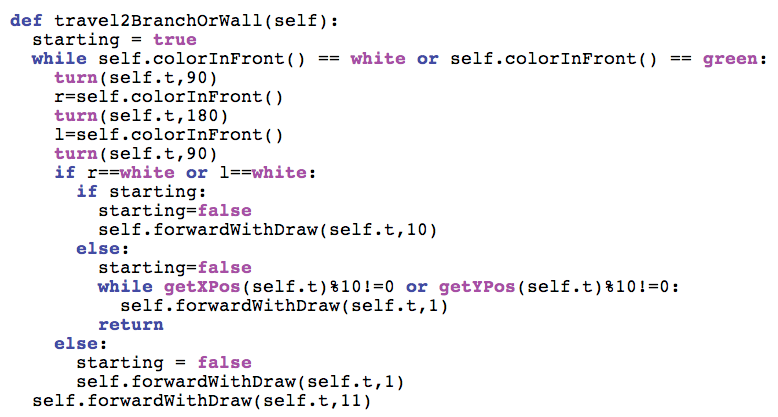 def travel2BranchOrWall(self):
  starting = true
  while self.colorInFront() == white or self.colorInFront() == green:
    turn(self.t,90)
    r=self.colorInFront()
    turn(self.t,180)
    l=self.colorInFront()
    turn(self.t,90)
    if r==white or l==white:
      if starting:
        starting=false
        self.forwardWithDraw(self.t,10)
      else:
        starting=false
        while getXPos(self.t)%10!=0 or getYPos(self.t)%10!=0:
          self.forwardWithDraw(self.t,1)
        return
    else:
      starting = false
      self.forwardWithDraw(self.t,1)
  self.forwardWithDraw(self.t,11)